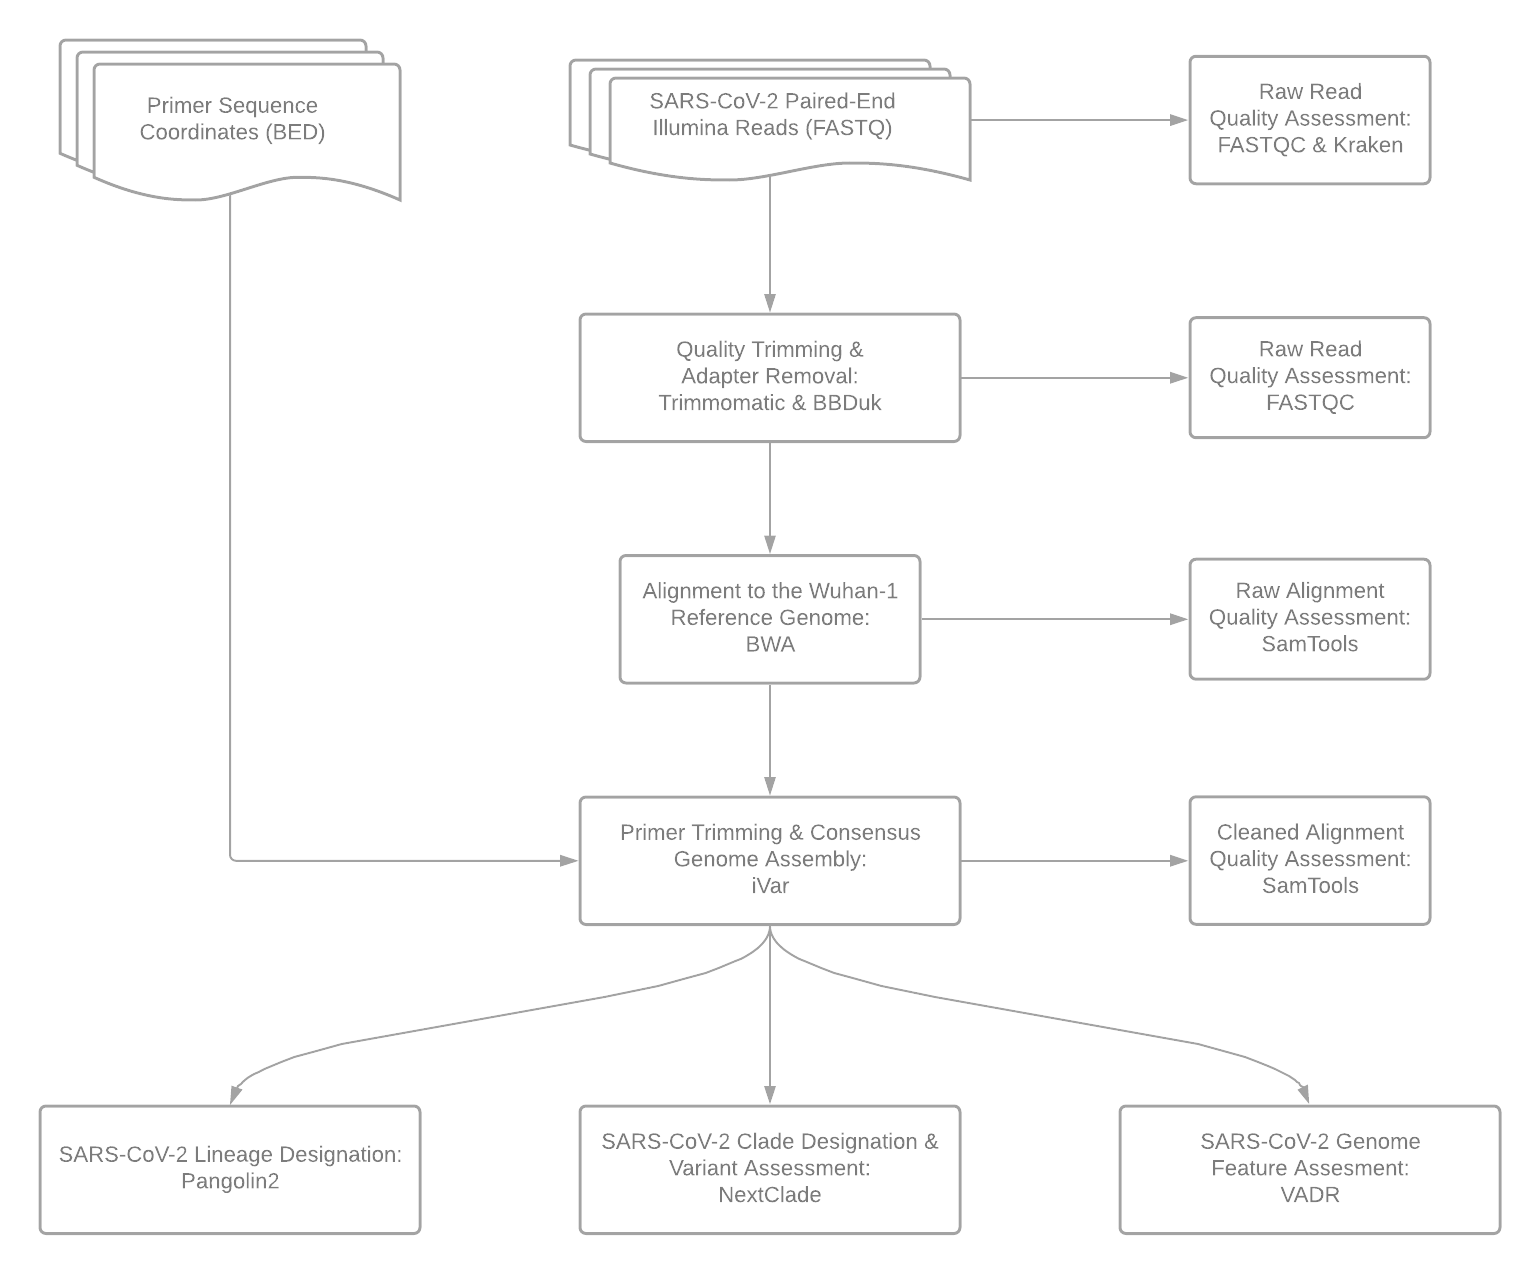 Primer Sequence
Coordinates (BED)
SARS-CoV-2 Paired-End
Illumina Reads (FASTQ)
Raw Read
Quality Assessment:
FASTQC & Kraken
Quality Trimming &
Adapter Removal:
Trimmomatic & BBDuk
Raw Read
Quality Assessment:
FASTQC
Alignment to the Wuhan-1
Reference Genome:
BWA
Raw Alignment
Quality Assessment:
SamTools
Primer Trimming & Consensus
Genome Assembly:
iVar
Cleaned Alignment
Quality Assessment:
SamTools
SARS-CoV-2 Lineage Designation:
Pangolin2
SARS-CoV-2 Clade Designation &
Variant Assessment:
NextClade
SARS-CoV-2 Genome
Feature Assesment:
VADR